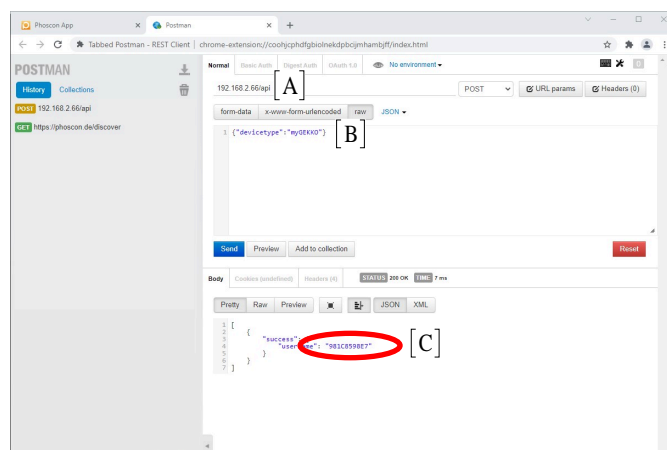 Phoscon App
Postman
Tabbed Postman - REST Client | chrome-extension://coohjcphdfgbiolnekdpbcijmhambjff/index.html
POSTMAN
History Collections
POST 192.168.2.66/api
GET https://phoscon.de/discover
Normal Basic Auth Digest Auth OAuth 1.0 No environment
192.168.2.66/api [A] POST URL params Headers (0)
form-data x-www-form-urlencoded raw JSON
1 {"devicetype":"myGEKKO"} [B]
Send Preview Add to collection Reset
Body Cookies (undefined) Headers (4) STATUS 200 OK TIME 7 ms
Pretty Raw Preview JSON XML
1 [
2 {
3 "success":
4 "username": "981C8598E7" [C]
5 }
6 }
7 ]